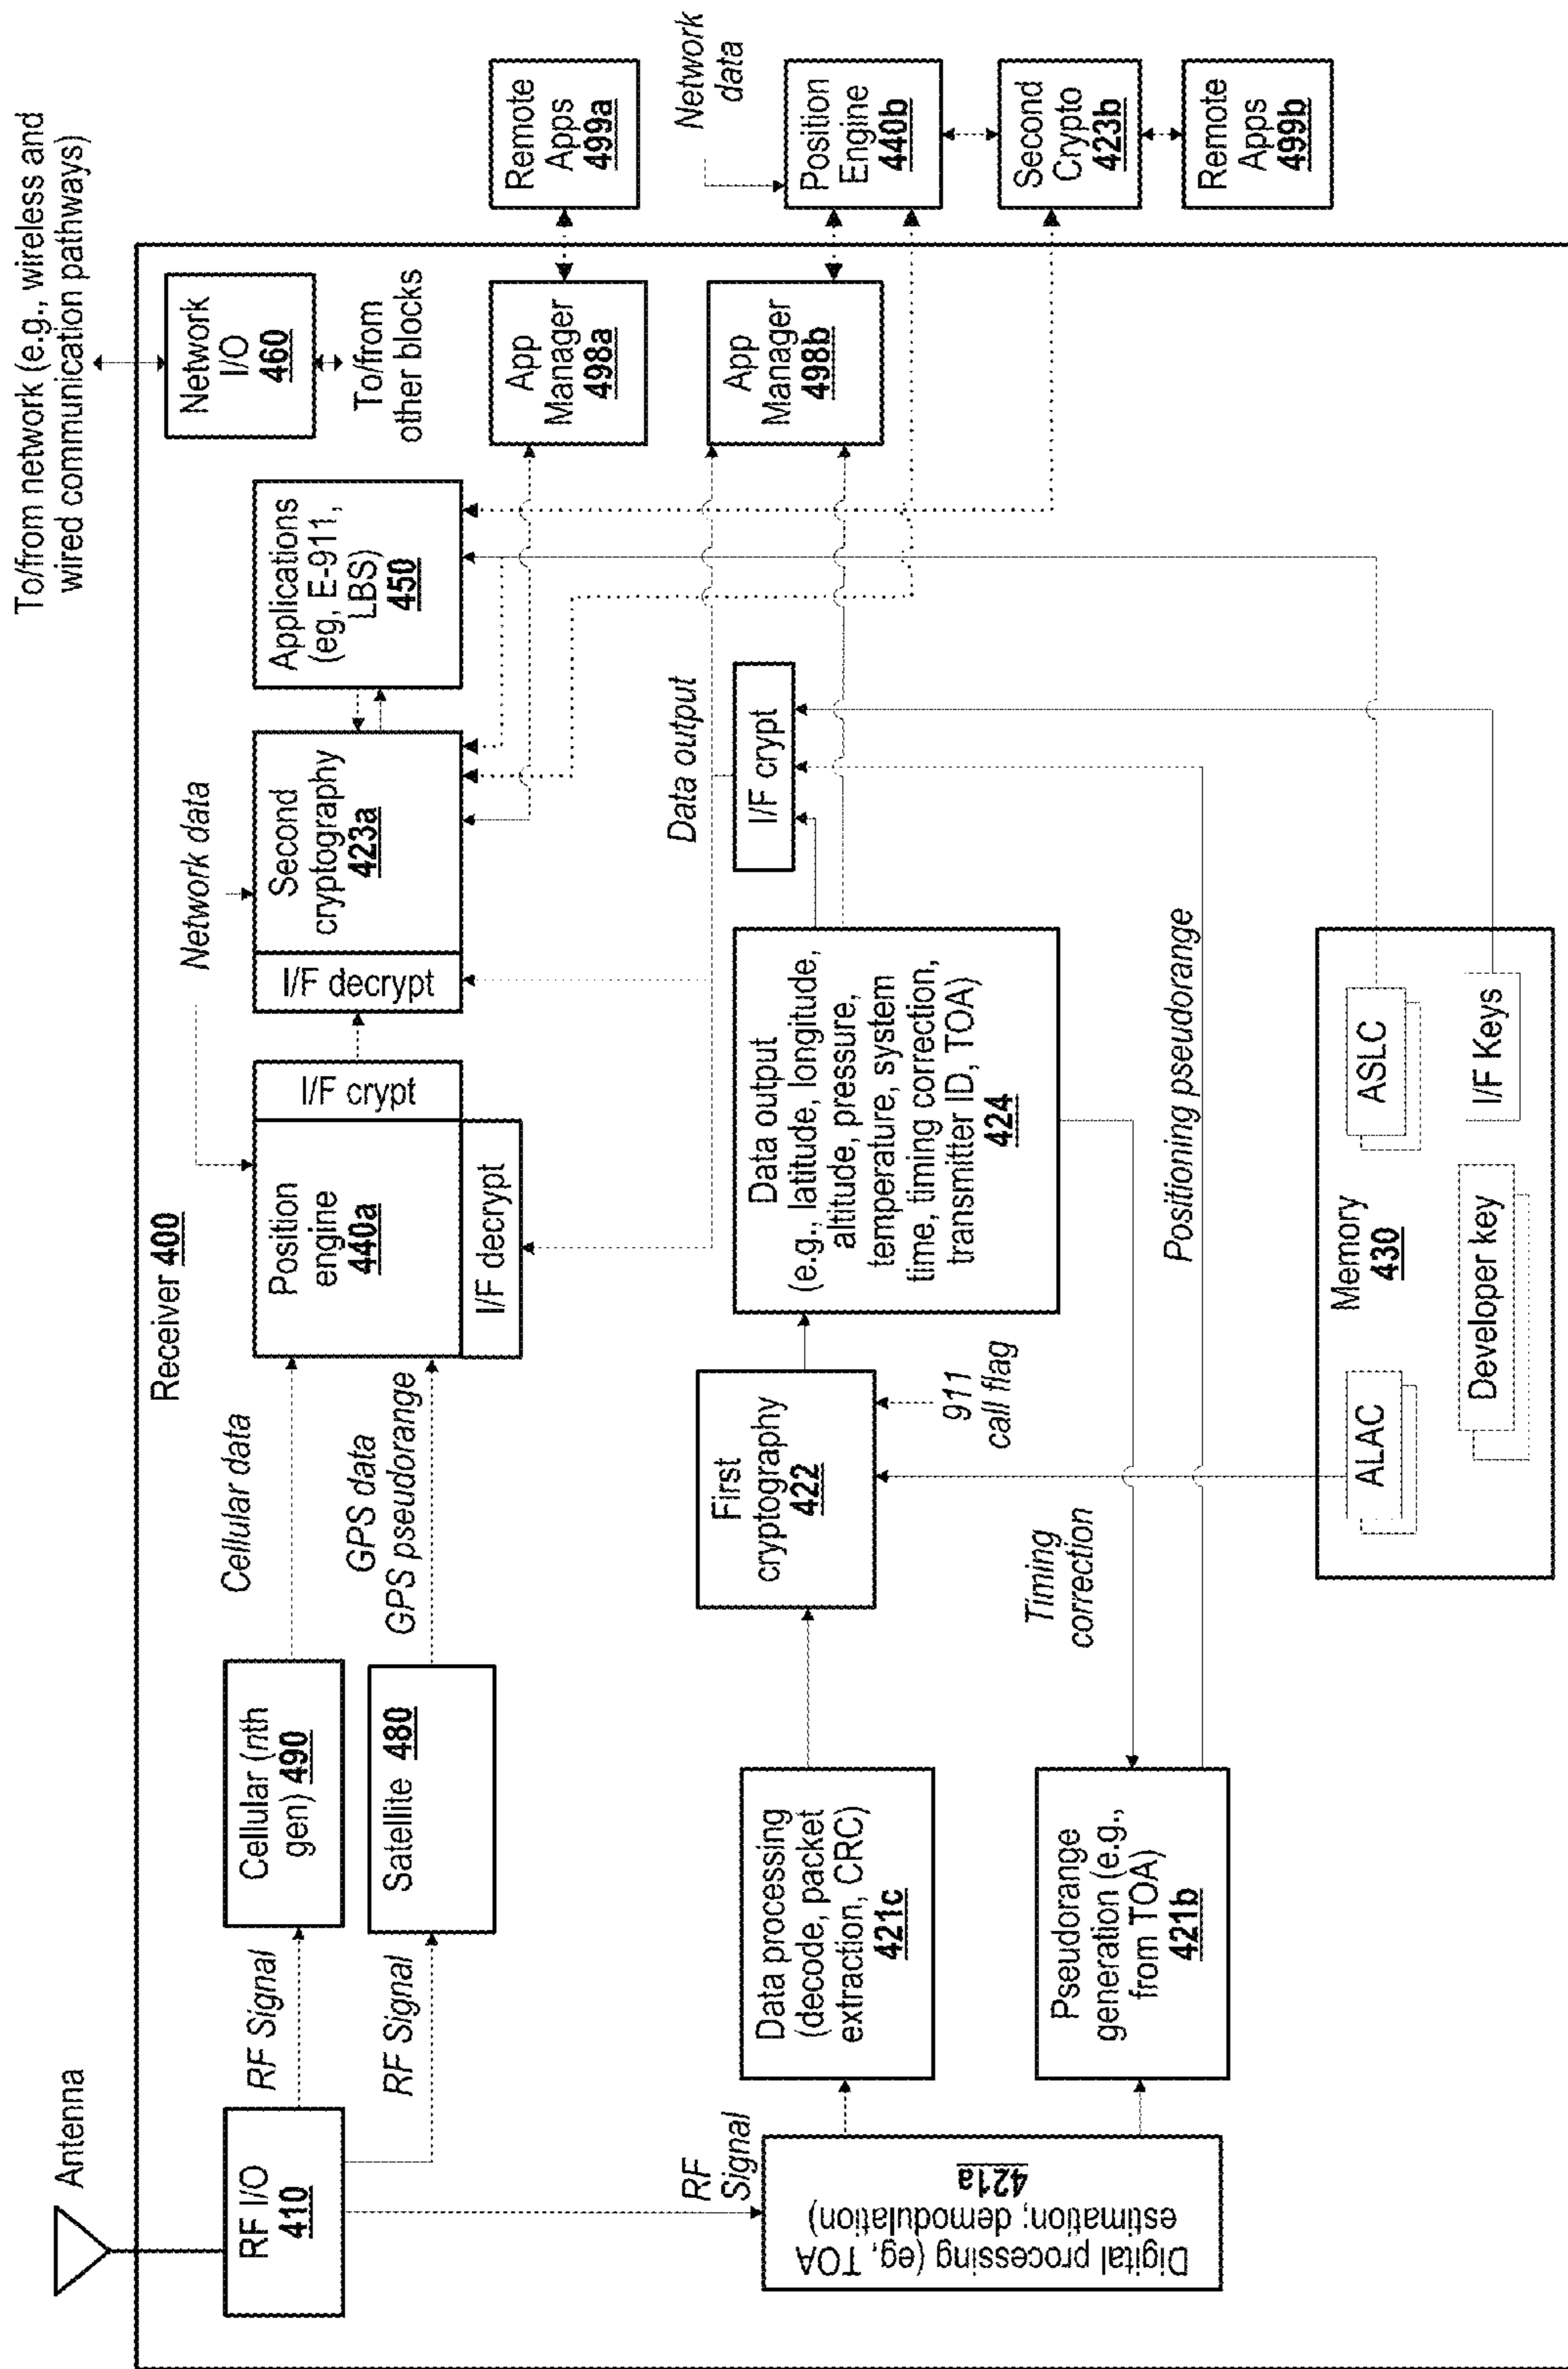 To/from network (e.g., wireless and
wired communication pathways)
Antenna
Receiver 400
RF I/O
410
RF Signal
RF Signal
RF
Signal
Cellular (nth
gen) 490
Satellite 480
Cellular data
GPS data
GPS pseudorange
Network data
Position
engine
440a
I/F crypt
I/F decrypt
I/F decrypt
Second
cryptography
423a
Applications
(eg, E-911,
LBS)
450
Network
I/O
460
To/from
other blocks
App
Manager
498a
Remote
Apps
499a
App
Manager
498b
Network
data
Position
Engine
440b
Second
Crypto
423b
Remote
Apps
499b
Digital processing (eg, TOA
estimation; demodulation)
421a
Data processing
(decode, packet
extraction, CRC)
421c
Pseudorange
generation (e.g.,
from TOA)
421b
First
cryptography
422
911
call flag
Timing
correction
Data output
(e.g., latitude, longitude,
altitude, pressure,
temperature, system
time, timing correction,
transmitter ID, TOA)
424
Data output
I/F crypt
Positioning pseudorange
Memory
430
ALAC
Developer key
ASLC
I/F Keys